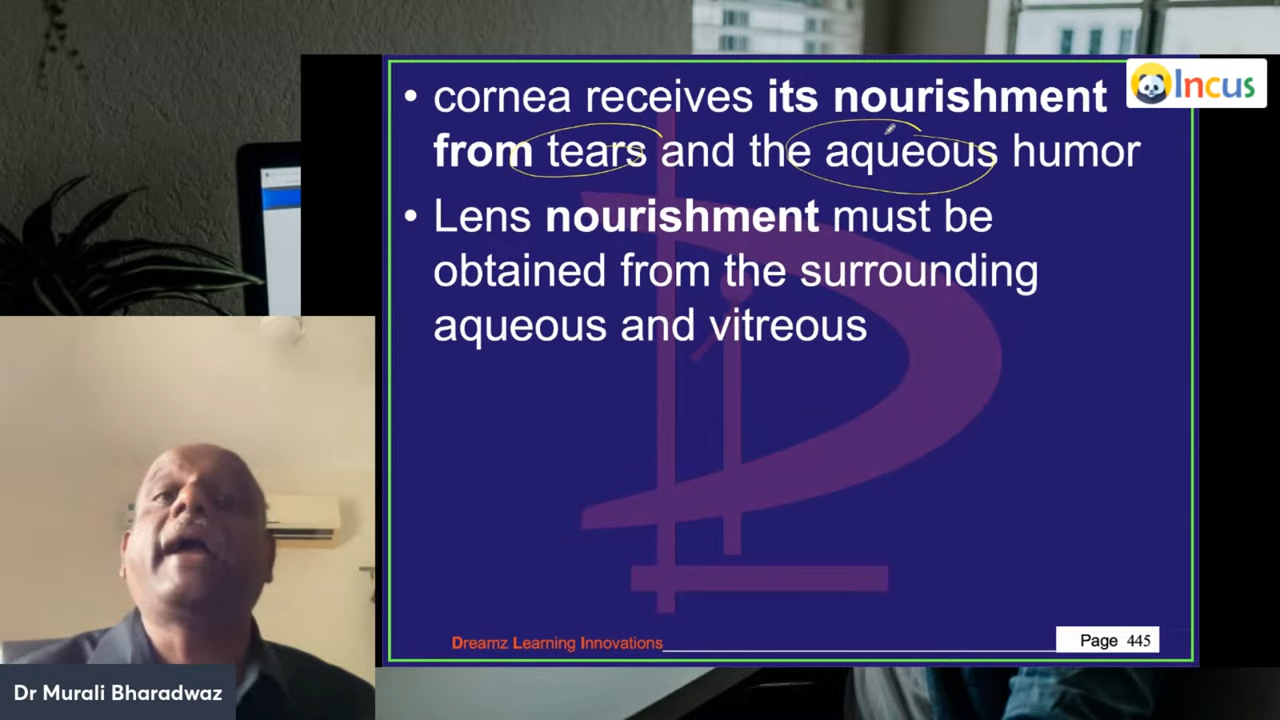 Incus
• cornea receives its nourishment
from tears and the aqueous humor
• Lens nourishment must be
obtained from the surrounding
aqueous and vitreous
Dreamz Learning Innovations
Page 445
Dr Murali Bharadwaz